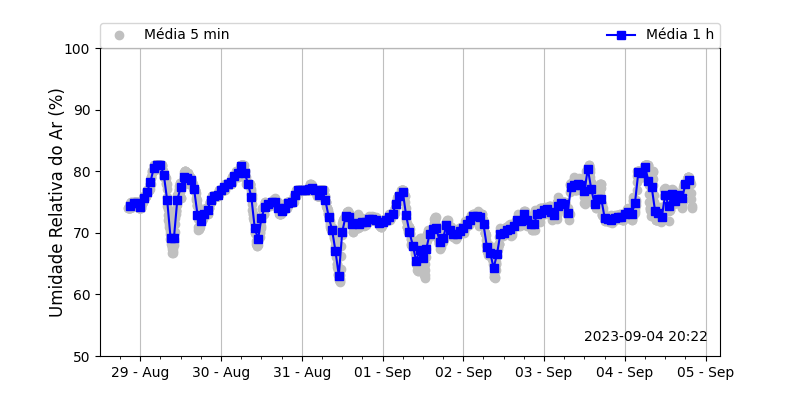 Média 5 min
Média 1 h
Umidade Relativa do Ar (%)
100
90
80
70
60
50
2023-09-04 20:22
29 - Aug
30 - Aug
31 - Aug
01 - Sep
02 - Sep
03 - Sep
04 - Sep
05 - Sep